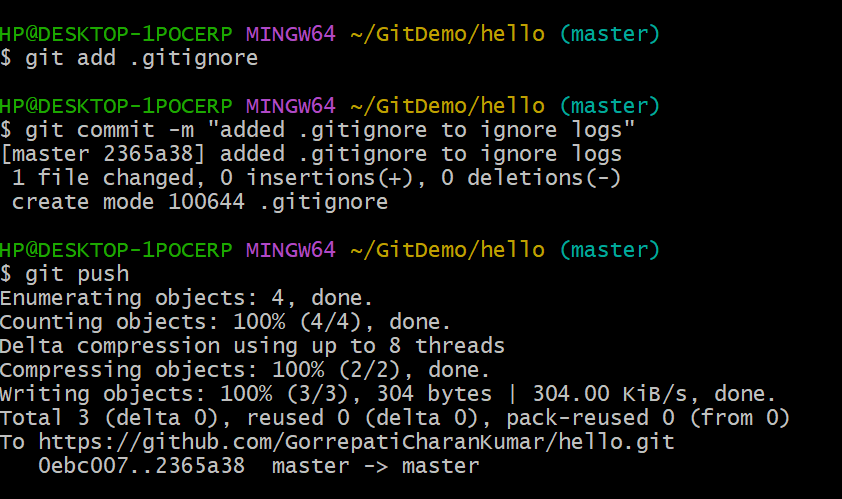 HP@DESKTOP-1POCERP MINGW64 ~/GitDemo/hello (master)
$ git add .gitignore
HP@DESKTOP-1POCERP MINGW64 ~/GitDemo/hello (master)
$ git commit -m "added .gitignore to ignore logs"
[master 2365a38] added .gitignore to ignore logs
 1 file changed, 0 insertions(+), 0 deletions(-)
 create mode 100644 .gitignore
HP@DESKTOP-1POCERP MINGW64 ~/GitDemo/hello (master)
$ git push
Enumerating objects: 4, done.
Counting objects: 100% (4/4), done.
Delta compression using up to 8 threads
Compressing objects: 100% (2/2), done.
Writing objects: 100% (3/3), 304 bytes | 304.00 KiB/s, done.
Total 3 (delta 0), reused 0 (delta 0), pack-reused 0 (from 0)
To https://github.com/GorrepatiCharanKumar/hello.git
   0ebc007..2365a38  master -> master